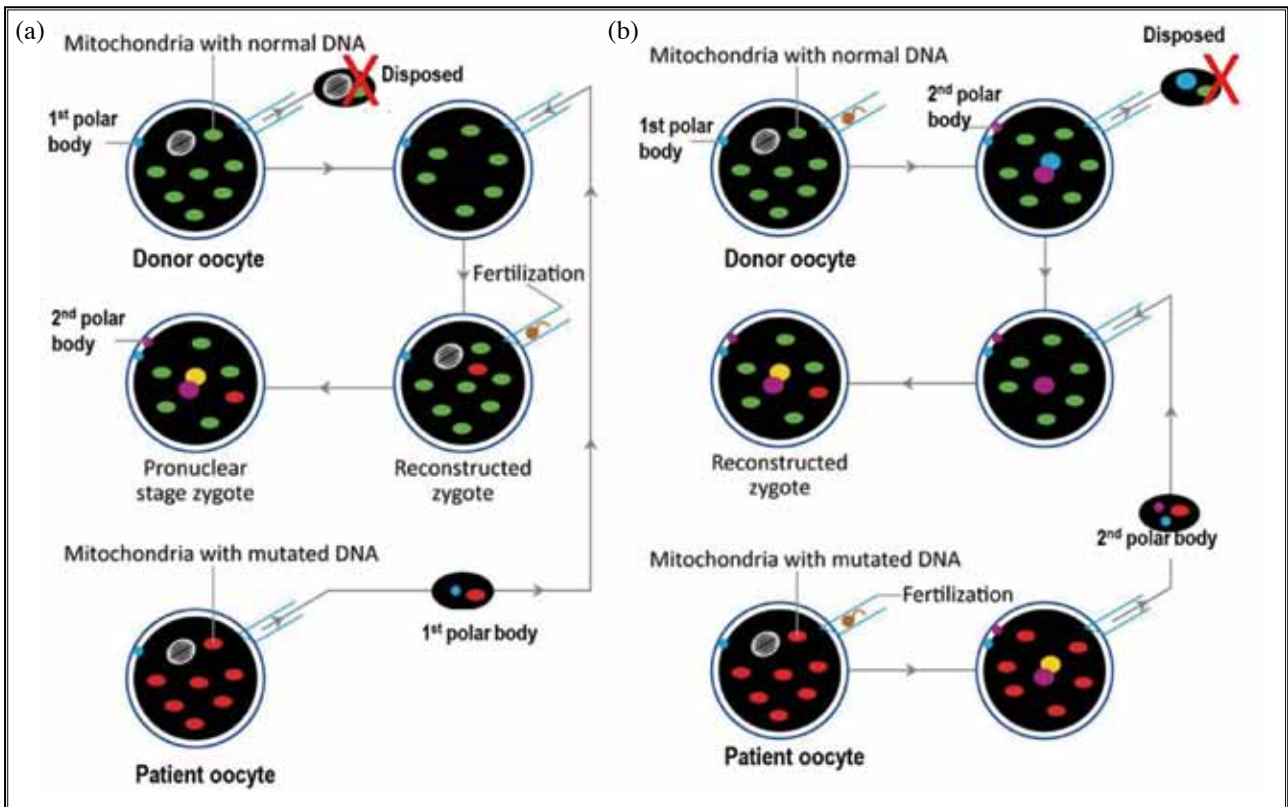 (a)
Mitochondria with normal DNA
Disposed
1st polar
body
Donor oocyte
Fertilization
2nd polar
body
Pronuclear
stage zygote
Reconstructed
zygote
Mitochondria with mutated DNA
1st polar body
Patient oocyte
(b)
Disposed
Mitochondria with normal DNA
2nd polar
body
1st polar
body
Donor oocyte
Reconstructed
zygote
2nd polar body
Mitochondria with mutated DNA
Fertilization
Patient oocyte